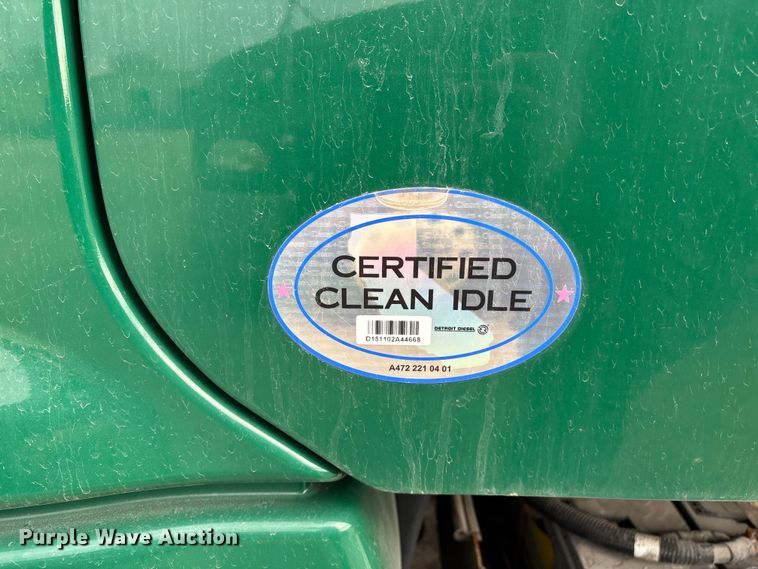 CERTIFIED
CLEAN IDLE
D151102A44668
DETROIT DIESEL
A472 221 04 01
Purple Wave Auction